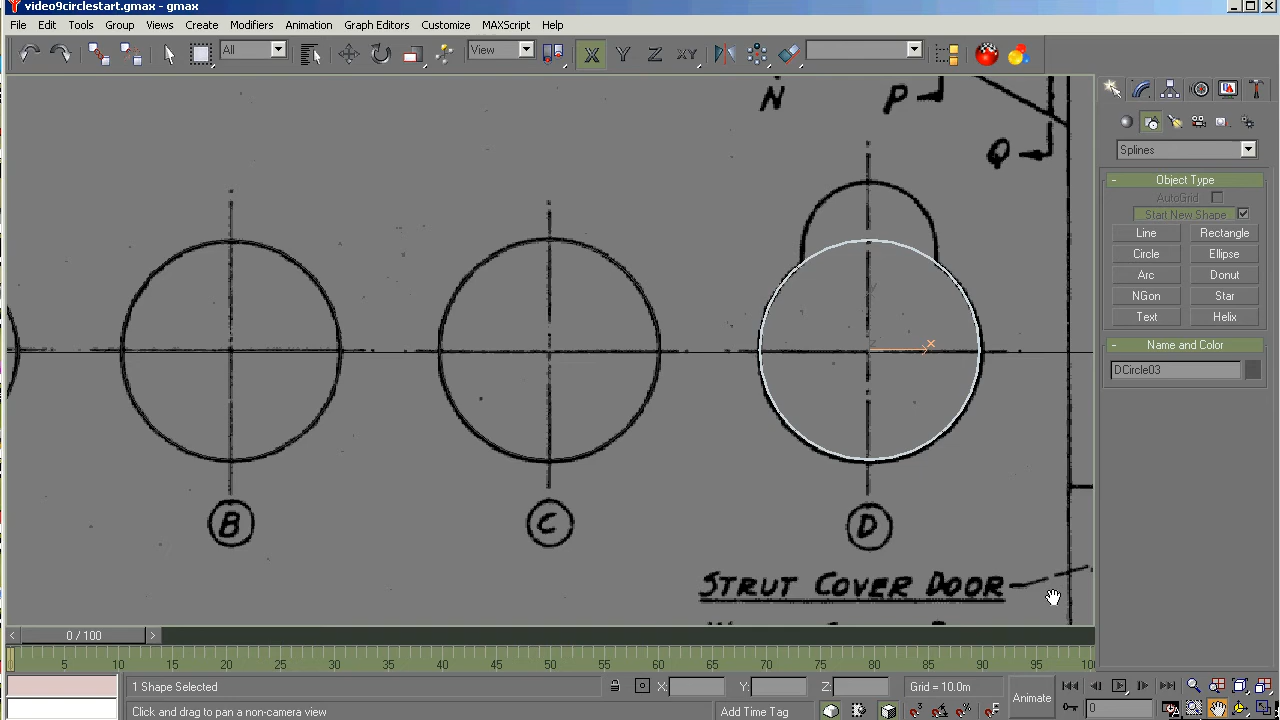 video9circlestart.gmax - gmax
File Edit Tools Group Views Create Modifiers Animation Graph Editors Customize MAXScript Help
All View X Y Z XY
N P
Q
Splines
- Object Type
AutoGrid
Start New Shape
Line Rectangle
Circle Ellipse
Arc Donut
NGon Star
Text Helix
- Name and Color
DCircle03
x
B C D
STRUT COVER DOOR
< 0 / 100 >
5 10 15 20 25 30 35 40 45 50 55 60 65 70 75 80 85 90 95 100
1 Shape Selected X: Y: Z: Grid = 10.0m Animate
Click and drag to pan a non-camera view Add Time Tag 0